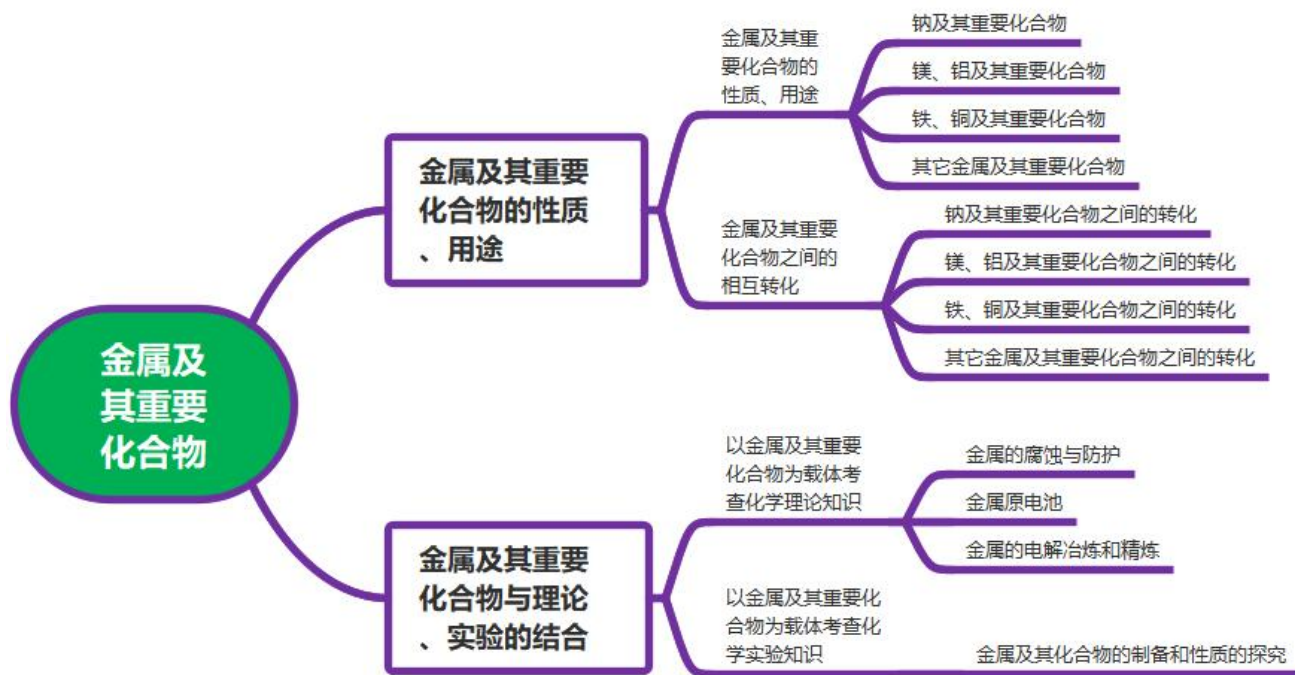 金属及
其重要
化合物
金属及其重要
化合物的性质
、用途
金属及其重
要化合物的
性质、用途
钠及其重要化合物
镁、铝及其重要化合物
铁、铜及其重要化合物
其它金属及重要化合物
金属及其重要
化合物之间的
相互转化
钠及其重要化合物之间的转化
镁、铝及其重要化合物之间的转化
铁、铜及其重要化合物之间的转化
其它金属及其重要化合物之间的转化
金属及其重要
化合物与理论
、实验的结合
以金属及其重要
化合物为载体考
查化学理论知识
金属的腐蚀与防护
金属原电池
金属的电解冶炼和精炼
以金属及其重要化
合物为载体考查化
学实验知识
金属及其化合物的制备和性质的探究